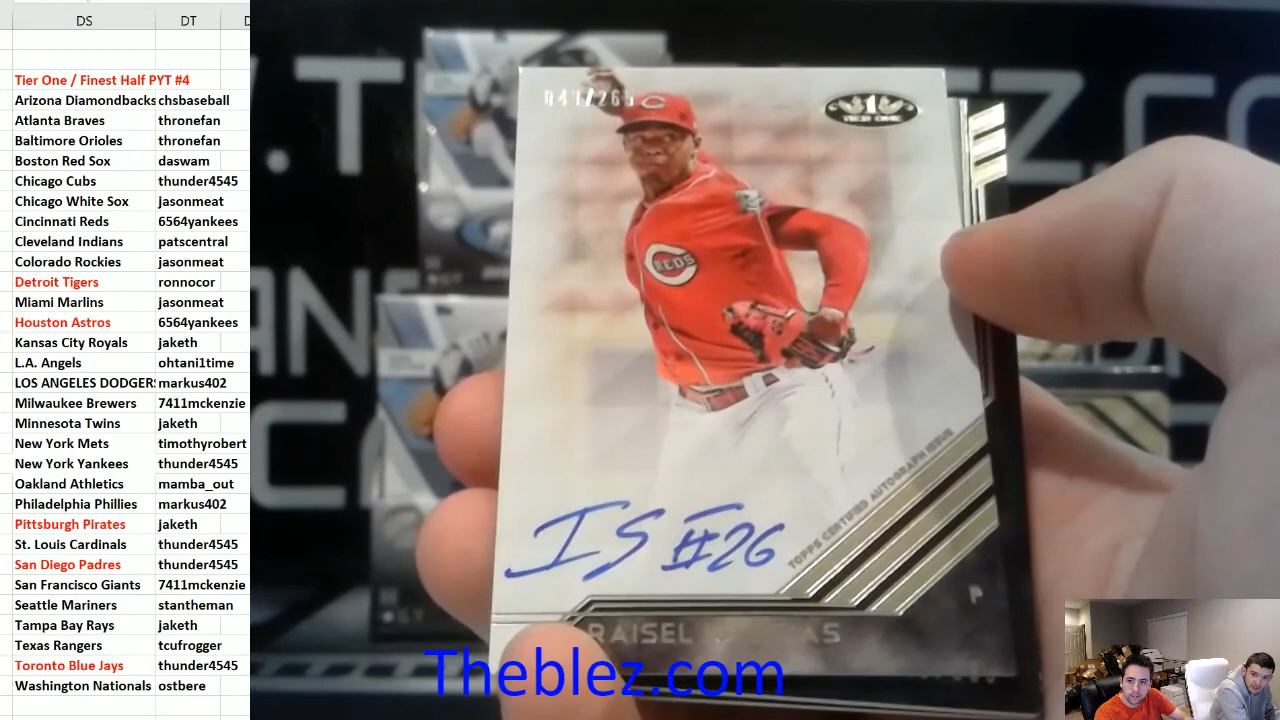 DS DT
Tier One / Finest Half PYT #4
Arizona Diamondbacks chsbaseball
Atlanta Braves thronefan
Baltimore Orioles thronefan
Boston Red Sox daswam
Chicago Cubs thunder4545
Chicago White Sox jasonmeat
Cincinnati Reds 6564yankees
Cleveland Indians patscentral
Colorado Rockies jasonmeat
Detroit Tigers ronnocor
Miami Marlins jasonmeat
Houston Astros 6564yankees
Kansas City Royals jaketh
L.A. Angels ohtani1time
LOS ANGELES DODGERS markus402
Milwaukee Brewers 7411mckenzie
Minnesota Twins jaketh
New York Mets timothyrobert
New York Yankees thunder4545
Oakland Athletics mamba_out
Philadelphia Phillies markus402
Pittsburgh Pirates jaketh
St. Louis Cardinals thunder4545
San Diego Padres thunder4545
San Francisco Giants 7411mckenzie
Seattle Mariners stantheman
Tampa Bay Rays jaketh
Texas Rangers tcufrogger
Toronto Blue Jays thunder4545
Washington Nationals ostbere
1
TIER ONE
C
REDS
IS #26
TOPPS CERTIFIED AUTOGRAPH ISSUE
P
RAISEL
Theblez.com